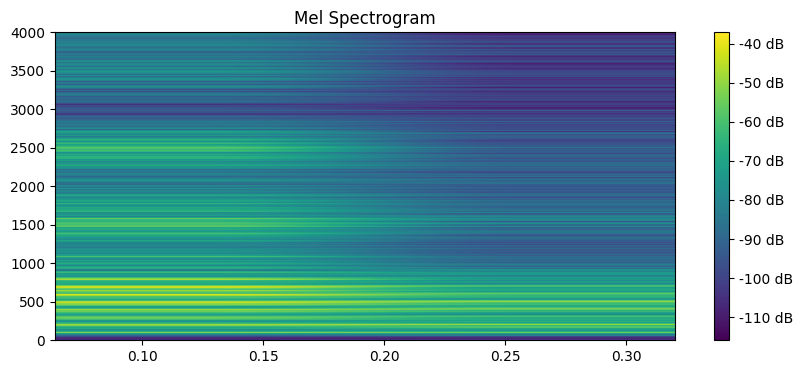 Mel Spectrogram
4000
3500
3000
2500
2000
1500
1000
500
0
0.10 0.15 0.20 0.25 0.30
-40 dB
-50 dB
-60 dB
-70 dB
-80 dB
-90 dB
-100 dB
-110 dB